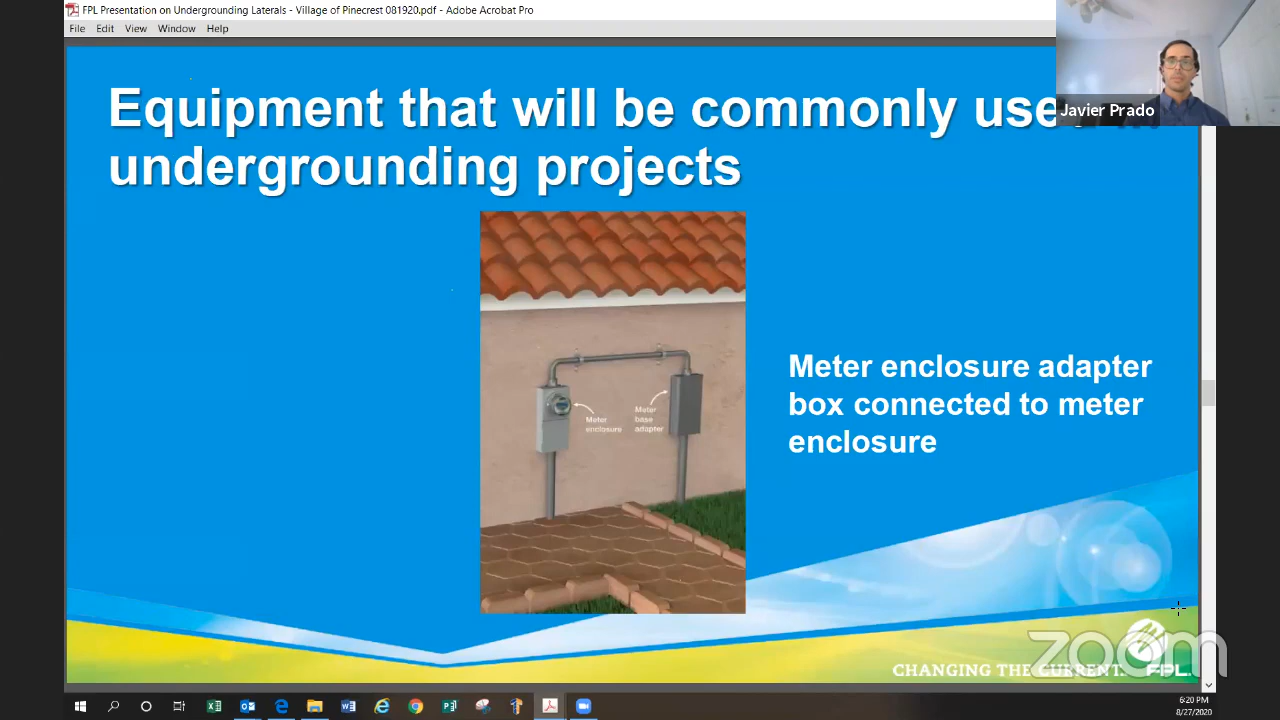 FPL Presentation on Undergrounding Laterals - Village of Pinecrest 081920.pdf - Adobe Acrobat Pro
File Edit View Window Help
Javier Prado
Equipment that will be commonly use
undergrounding projects
Meter
enclosure
Meter
base
adapter
Meter enclosure adapter
box connected to meter
enclosure
CHANGING THE CURRENT.
FPL.
zoom
6:20 PM
8/27/2020